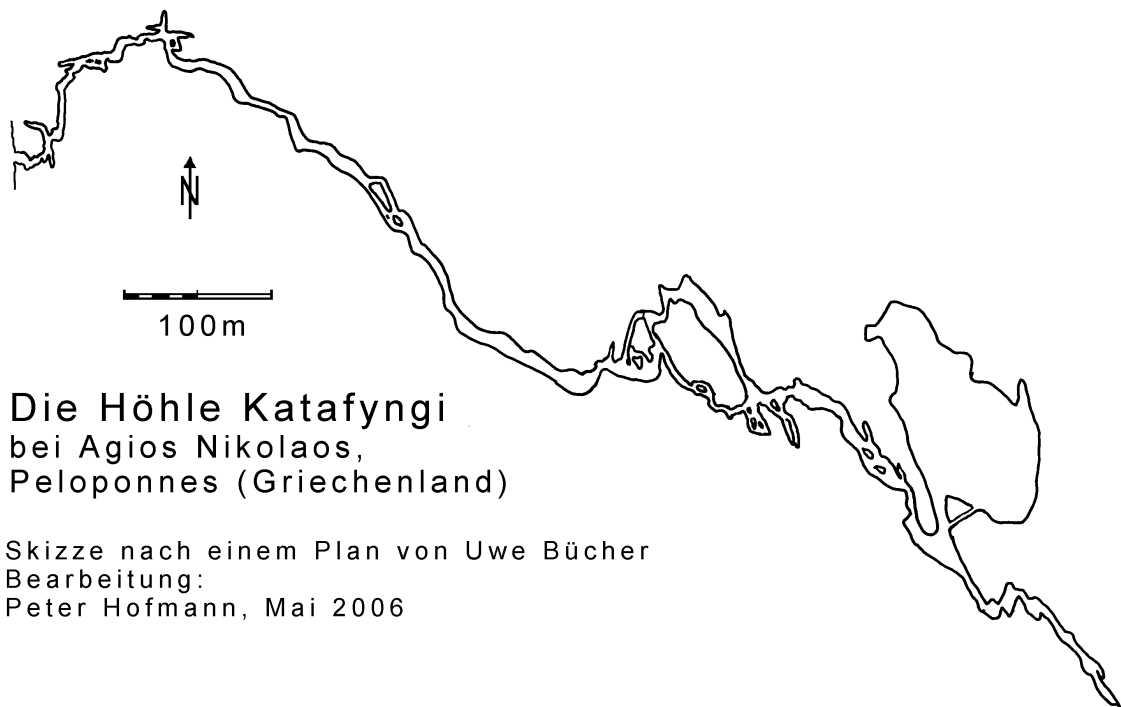 N
100m
Die Höhle Katafyngi
bei Agios Nikolaos,
Peloponnes (Griechenland)
Skizze nach einem Plan von Uwe Bücher
Bearbeitung:
Peter Hofmann, Mai 2006